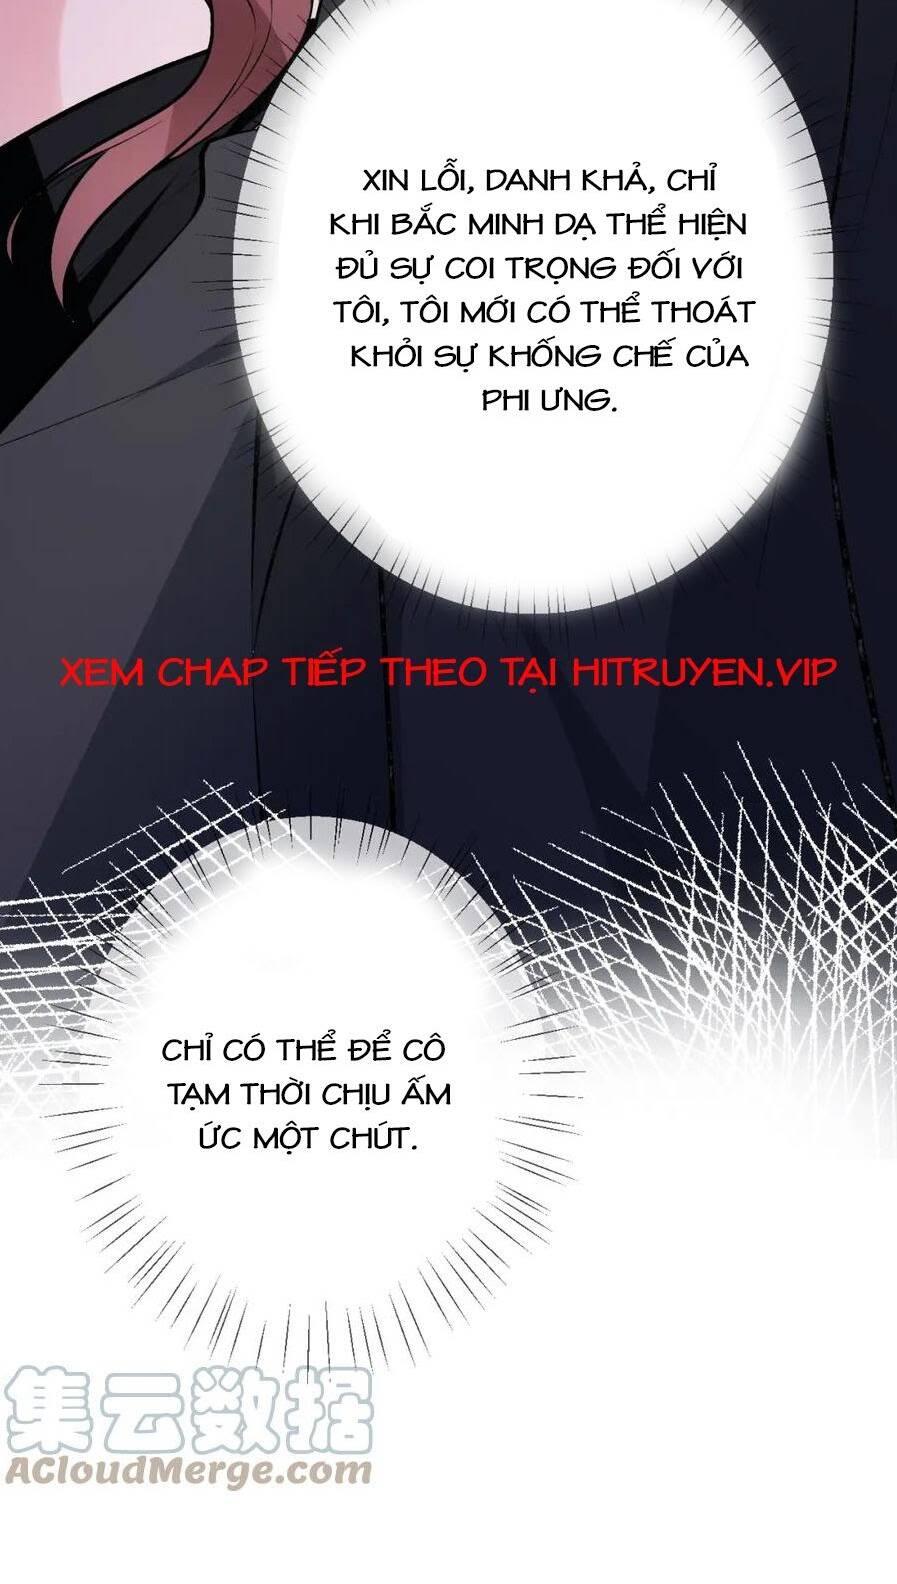 XIN LỖI, DANH KHẢ, CHỈ
KHI BẮC MINH DẠ THỂ HIỆN
ĐỦ SỰ COI TRỌNG ĐỐI VỚI
TÔI, TÔI MỚI CÓ THỂ THOÁT
KHỎI SỰ KHỐNG CHẾ CỦA
PHI ƯNG.
XEM CHAP TIẾP THEO TẠI HITRUYEN.VIP
CHỈ CÓ THỂ ĐỂ CÔ
TẠM THỜI CHỊU ẤM
ỨC MỘT CHÚT.
集云数据
ACloudMerge.com